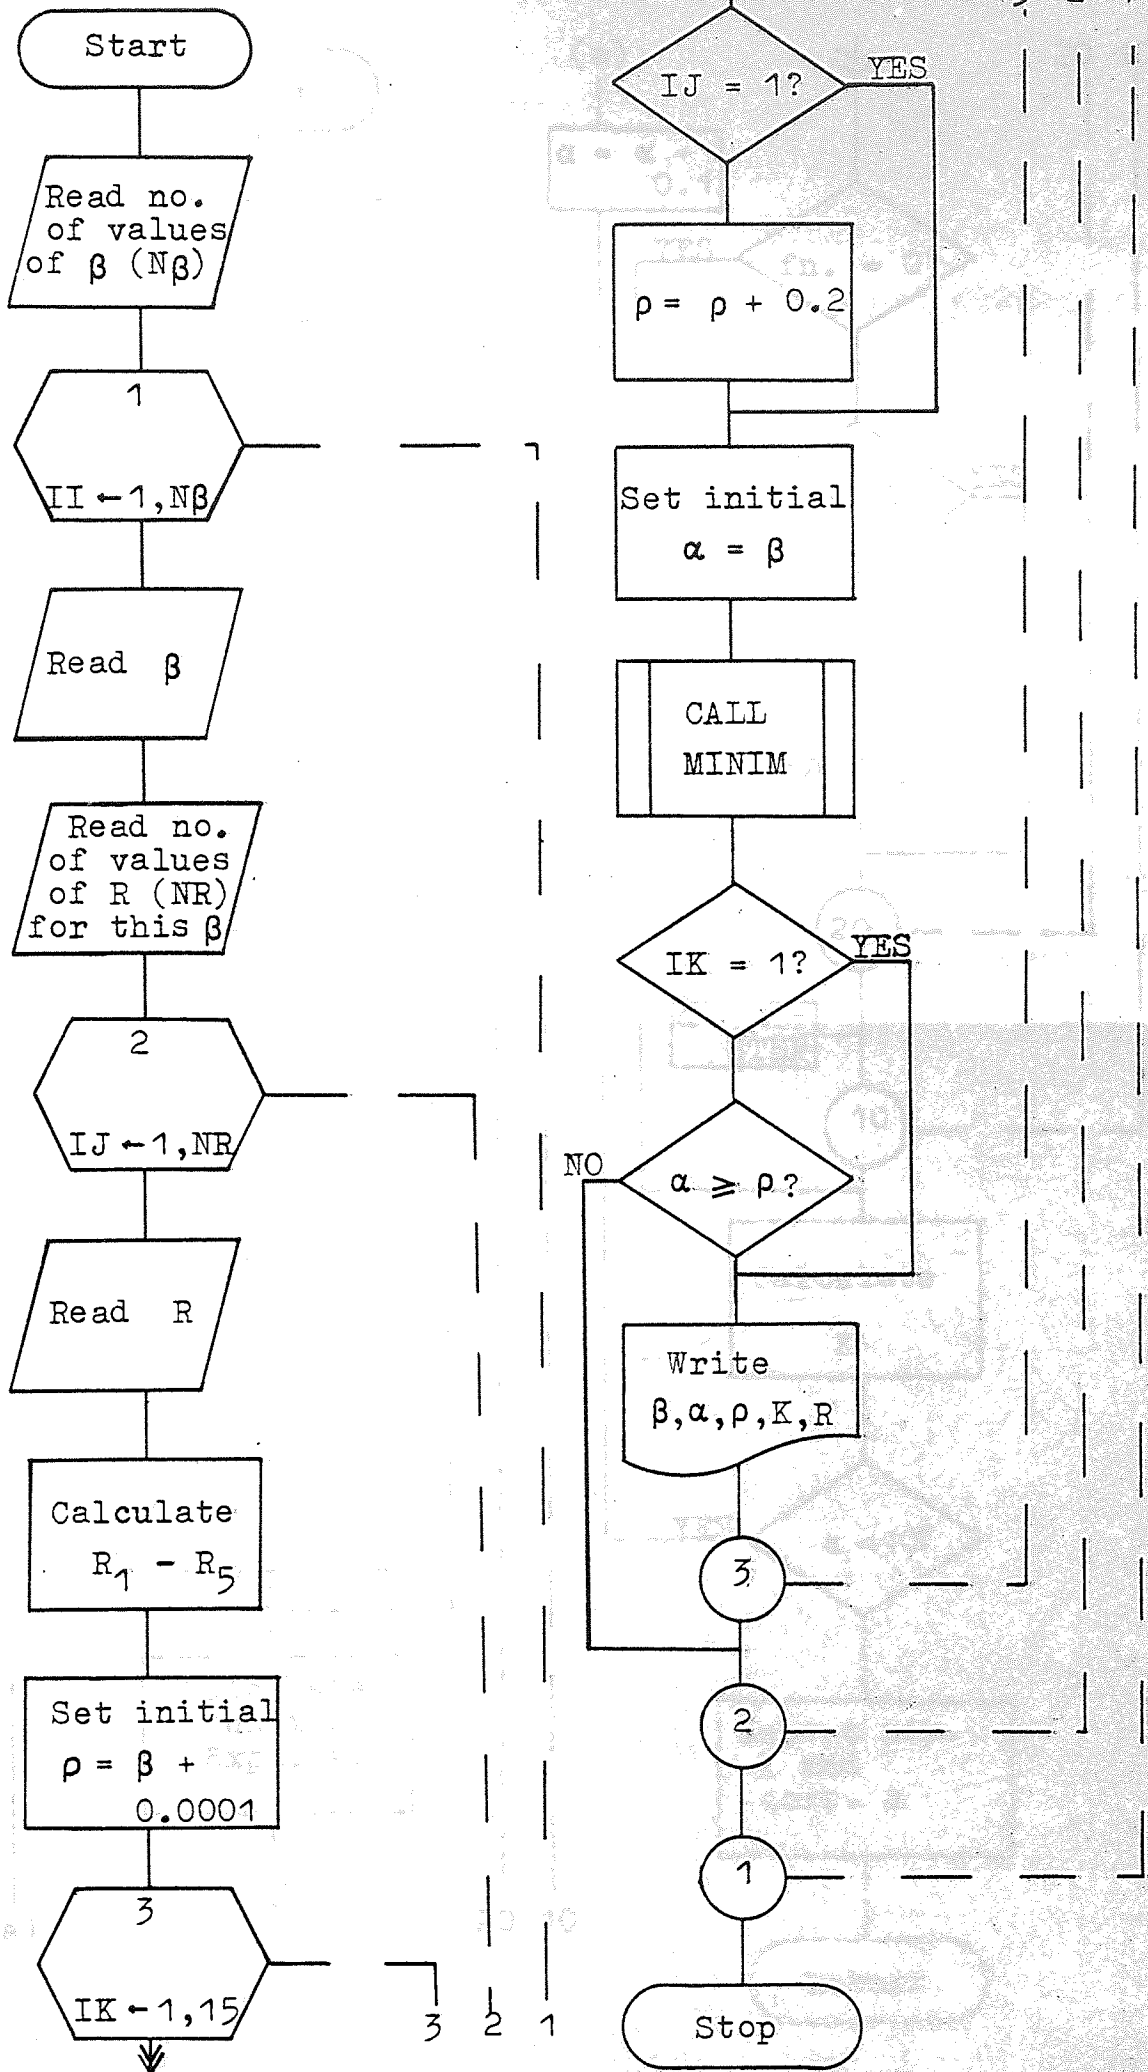 Start
Read no.
of values
of β (Nβ)
1
II ← 1, Nβ
Read β
Read no.
of values
of R (NR)
for this β
2
IJ ← 1, NR
Read R
Calculate
R₁ - R₅
Set initial
ρ = β +
0.0001
3
IK ← 1, 15
3 2 1
IJ = 1?
YES
ρ = ρ + 0.2
Set initial
α = β
CALL
MINIM
IK = 1?
YES
α ≥ ρ?
NO
Write
β, α, ρ, K, R
3
2
1
Stop